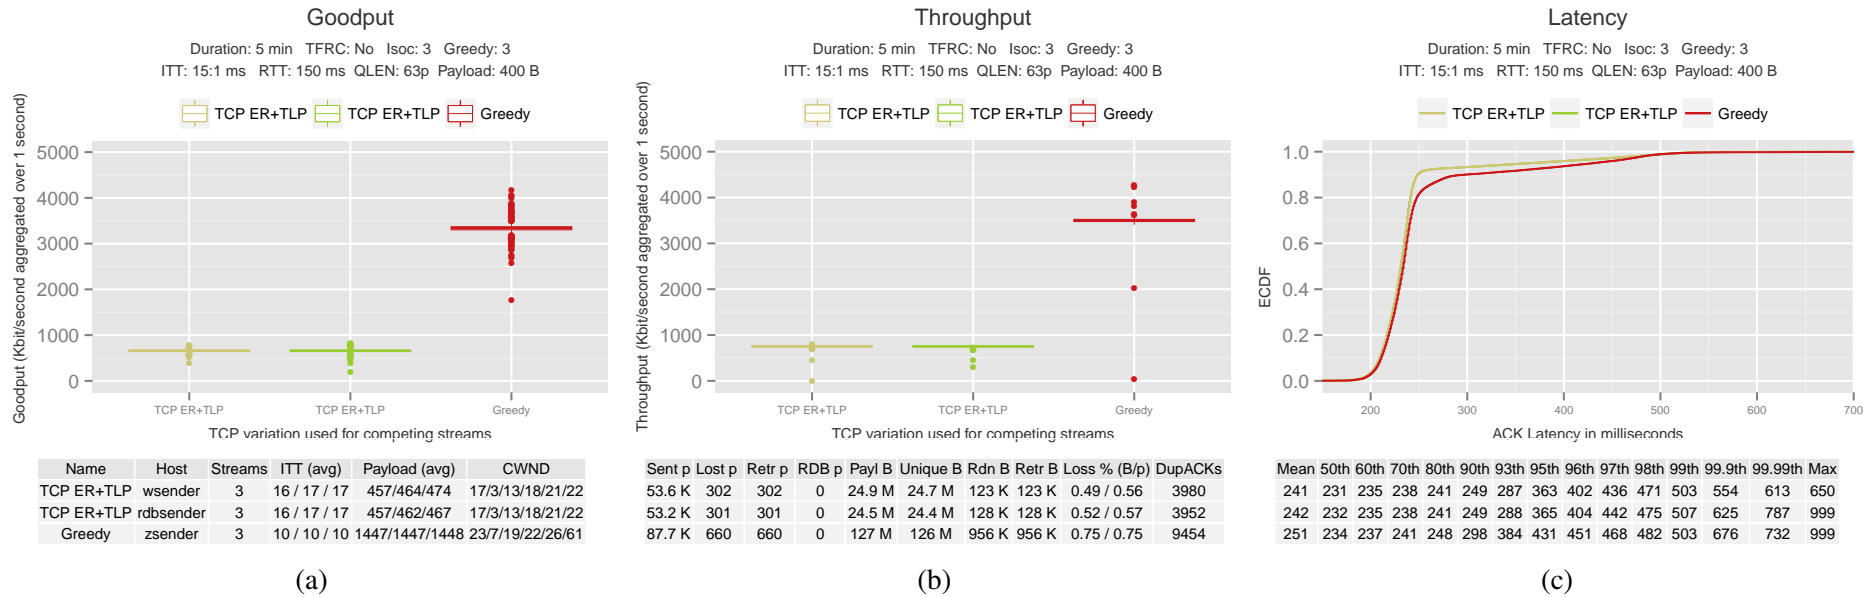 Goodput
Duration: 5 min TFRC: No Isoc: 3 Greedy: 3
ITT: 15:1 ms RTT: 150 ms QLEN: 63p Payload: 400 B
TCP ER+TLP TCP ER+TLP Greedy
Goodput (Kbit/second aggregated over 1 second)
5000
4000
3000
2000
1000
0
TCP ER+TLP TCP ER+TLP Greedy
TCP variation used for competing streams
Name Host Streams ITT (avg) Payload (avg) CWND
TCP ER+TLP wsender 3 16 / 17 / 17 457/464/474 17/3/13/18/21/22
TCP ER+TLP rdbsender 3 16 / 17 / 17 457/462/467 17/3/13/18/21/22
Greedy zsender 3 10 / 10 / 10 1447/1447/1448 23/7/19/22/26/61
(a)
Throughput
Duration: 5 min TFRC: No Isoc: 3 Greedy: 3
ITT: 15:1 ms RTT: 150 ms QLEN: 63p Payload: 400 B
TCP ER+TLP TCP ER+TLP Greedy
Throughput (Kbit/second aggregated over 1 second)
5000
4000
3000
2000
1000
0
TCP ER+TLP TCP ER+TLP Greedy
TCP variation used for competing streams
Sent p Lost p Retr p RDB p Payl B Unique B Rdn B Retr B Loss % (B/p) DupACKs
53.6 K 302 302 0 24.9 M 24.7 M 123 K 123 K 0.49 / 0.56 3980
53.2 K 301 301 0 24.5 M 24.4 M 128 K 128 K 0.52 / 0.57 3952
87.7 K 660 660 0 127 M 126 M 956 K 956 K 0.75 / 0.75 9454
(b)
Latency
Duration: 5 min TFRC: No Isoc: 3 Greedy: 3
ITT: 15:1 ms RTT: 150 ms QLEN: 63p Payload: 400 B
TCP ER+TLP TCP ER+TLP Greedy
ECDF
1.0
0.8
0.6
0.4
0.2
0.0
200 300 400 500 600 700
ACK Latency in milliseconds
Mean 50th 60th 70th 80th 90th 93th 95th 96th 97th 98th 99th 99.9th 99.99th Max
241 231 235 238 241 249 287 363 402 436 471 503 554 613 650
242 232 235 238 241 249 288 365 404 442 475 507 625 787 999
251 234 237 241 248 298 384 431 451 468 482 503 676 732 999
(c)